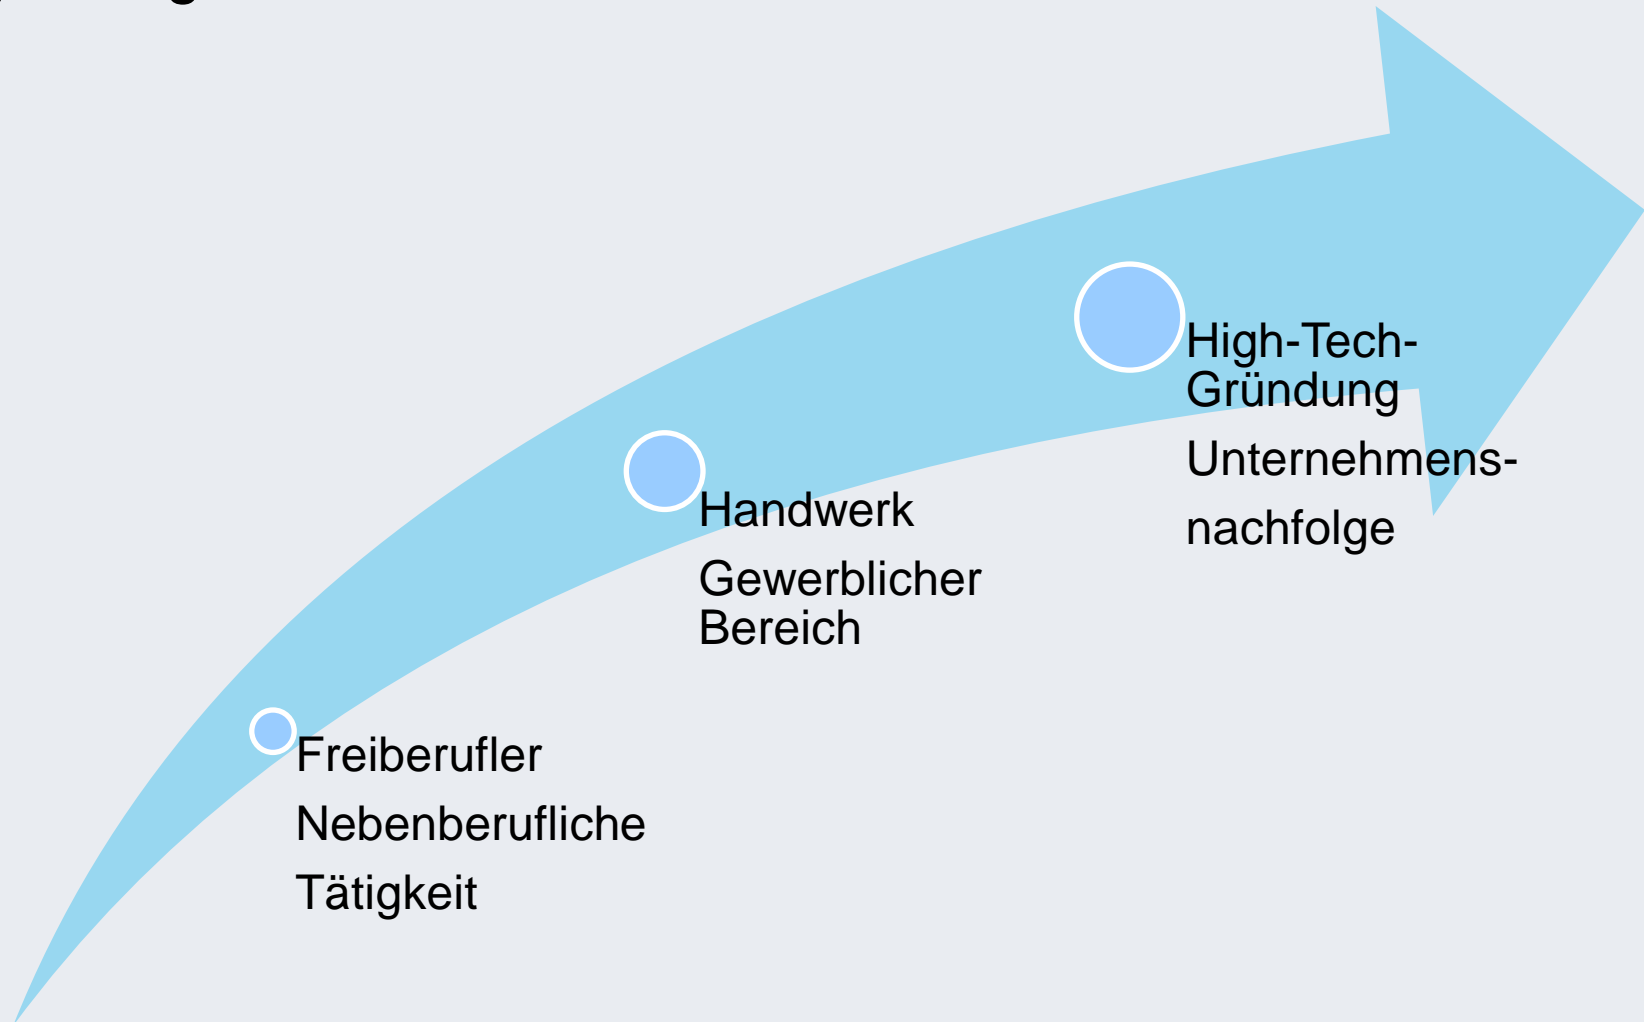 High-Tech-
Gründung
Unternehmens-
nachfolge
Handwerk
Gewerblicher
Bereich
Freiberufler
Nebenberufliche
Tätigkeit